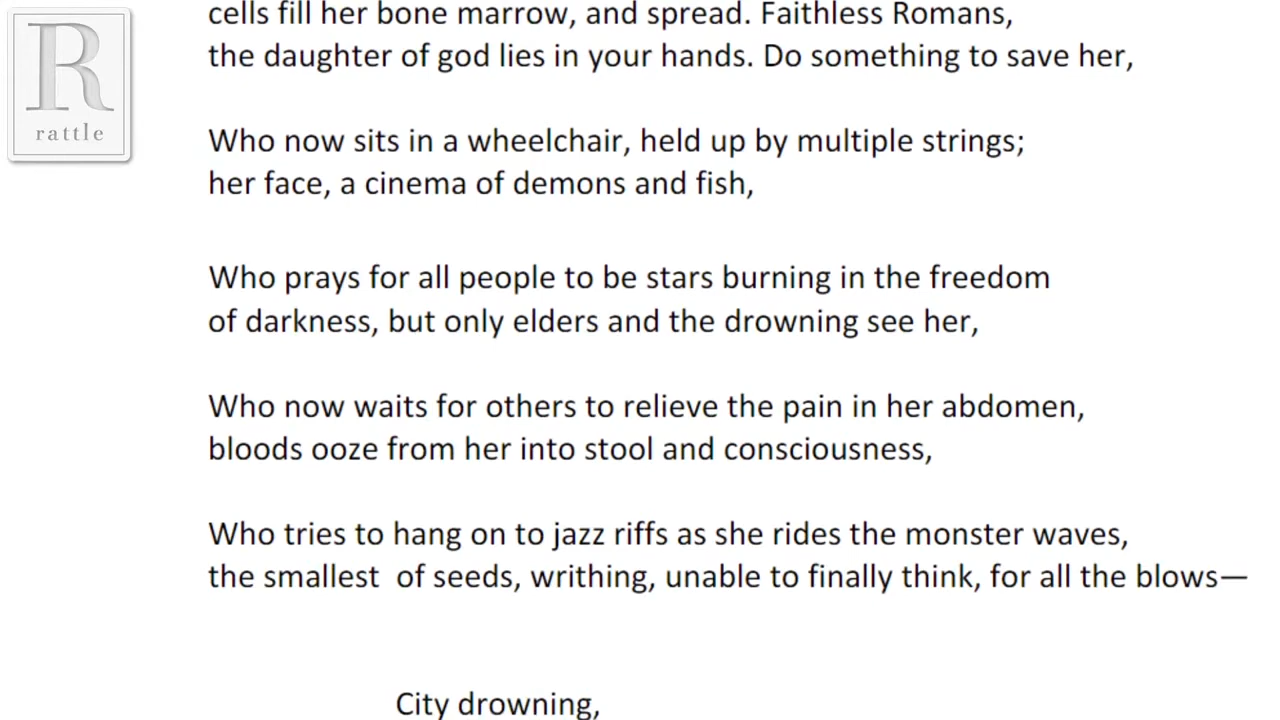 cells fill her bone marrow, and spread. Faithless Romans,
the daughter of god lies in your hands. Do something to save her,
R
rattle
Who now sits in a wheelchair, held up by multiple strings;
her face, a cinema of demons and fish,
Who prays for all people to be stars burning in the freedom
of darkness, but only elders and the drowning see her,
Who now waits for others to relieve the pain in her abdomen,
bloods ooze from her into stool and consciousness,
Who tries to hang on to jazz riffs as she rides the monster waves,
the smallest  of seeds, writhing, unable to finally think, for all the blows—
City drowning,